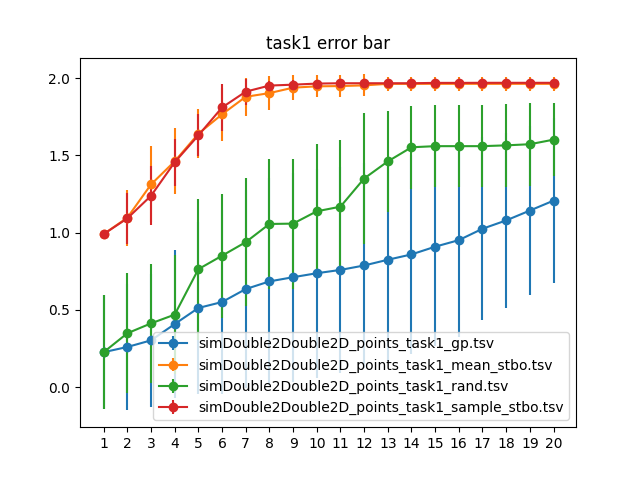 task1 error bar
2.0
1.5
1.0
0.5
0.0
simDouble2Double2D_points_task1_gp.tsv
simDouble2Double2D_points_task1_mean_stbo.tsv
simDouble2Double2D_points_task1_rand.tsv
simDouble2Double2D_points_task1_sample_stbo.tsv
1 2 3 4 5 6 7 8 9 10 11 12 13 14 15 16 17 18 19 20